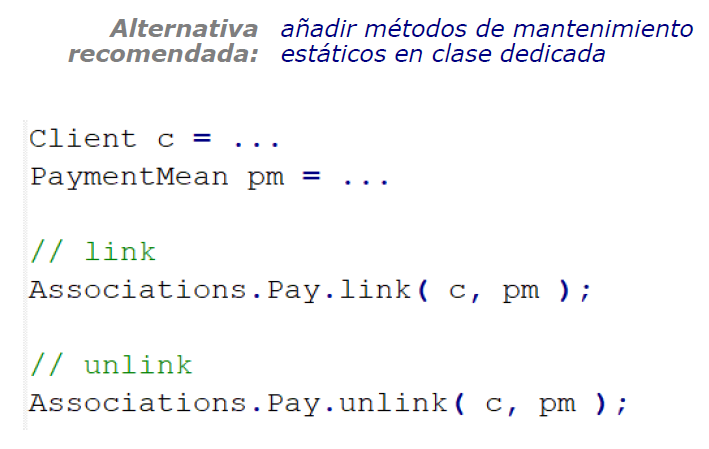 Alternativa añadir métodos de mantenimiento
recomendada: estáticos en clase dedicada
Client c = ...
PaymentMean pm = ...
// link
Associations.Pay.link( c, pm );
// unlink
Associations.Pay.unlink( c, pm );